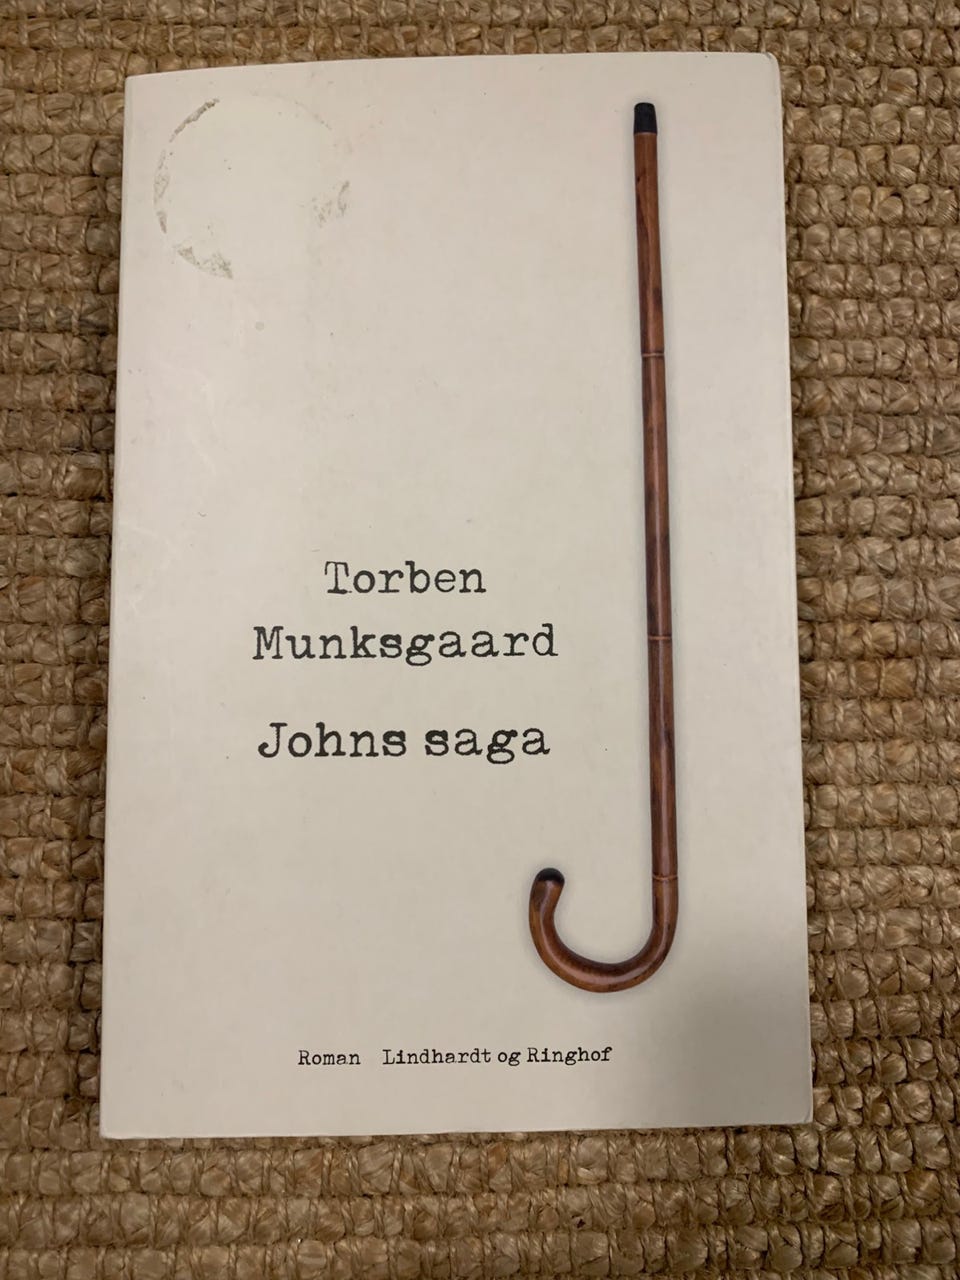 Torben
Munksgaard
Johns saga
Roman Lindhardt og Ringhof